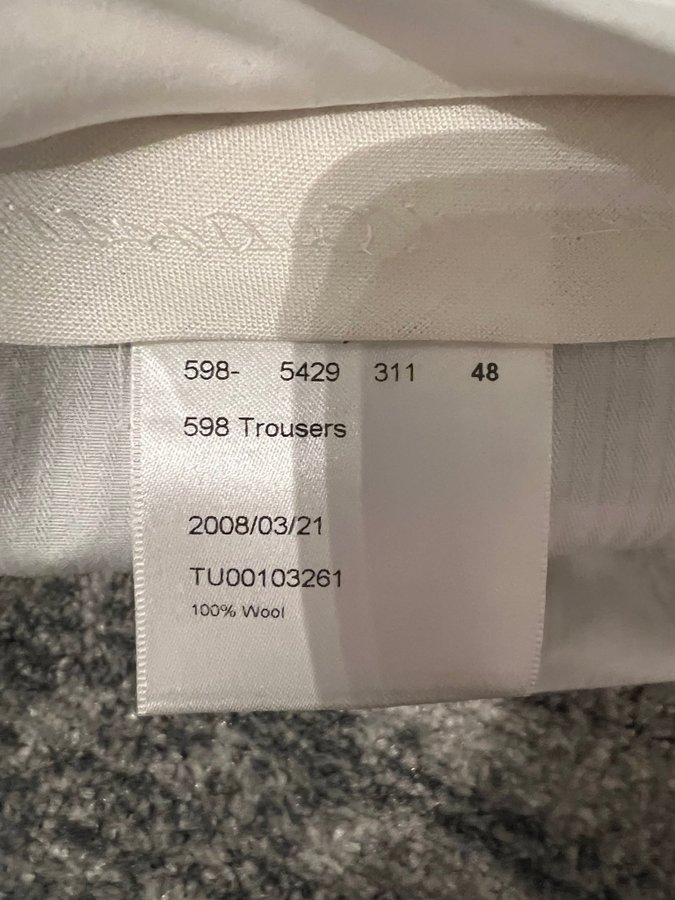 598- 5429 311 48
598 Trousers
2008/03/21
TU00103261
100% Wool